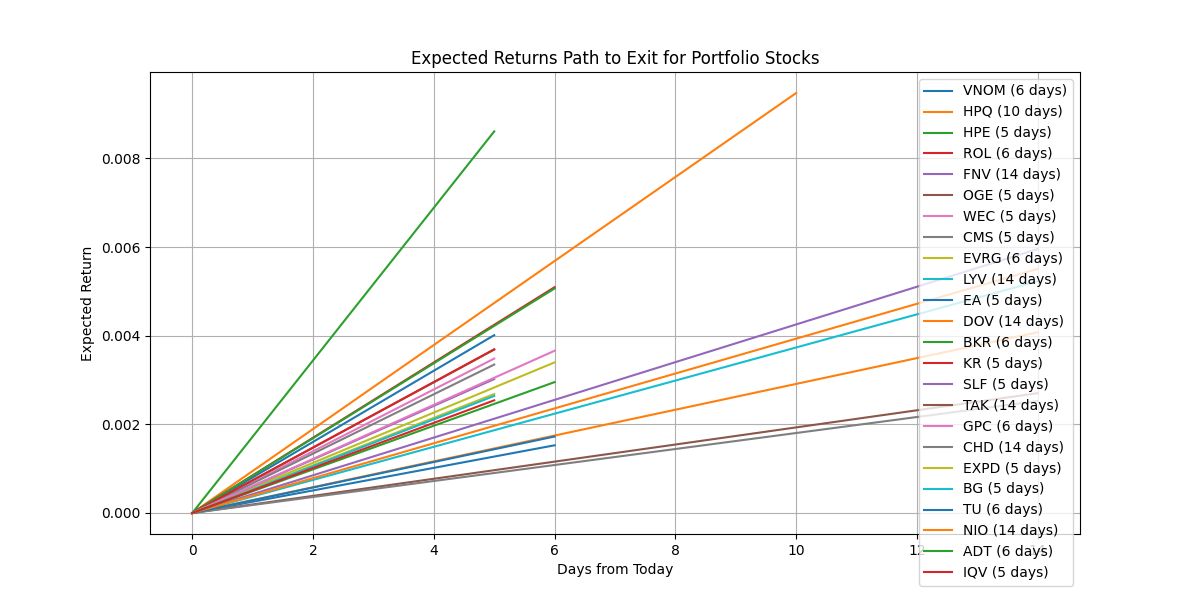 Expected Returns Path to Exit for Portfolio Stocks
Expected Return
0.008
0.006
0.004
0.002
0.000
0
2
4
6
8
10
12
Days from Today
VNOM (6 days)
HPQ (10 days)
HPE (5 days)
ROL (6 days)
FNV (14 days)
OGE (5 days)
WEC (5 days)
CMS (5 days)
EVRG (6 days)
LYV (14 days)
EA (5 days)
DOV (14 days)
BKR (6 days)
KR (5 days)
SLF (5 days)
TAK (14 days)
GPC (6 days)
CHD (14 days)
EXPD (5 days)
BG (5 days)
TU (6 days)
NIO (14 days)
ADT (6 days)
IQV (5 days)